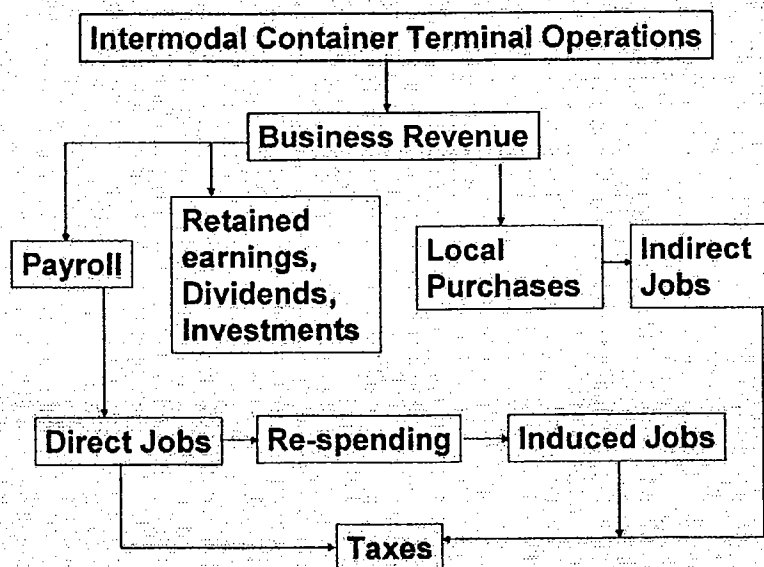 Intermodal Container Terminal Operations
Business Revenue
Payroll
Retained
earnings,
Dividends,
Investments
Local
Purchases
Indirect
Jobs
Direct Jobs
Re-spending
Induced Jobs
Taxes